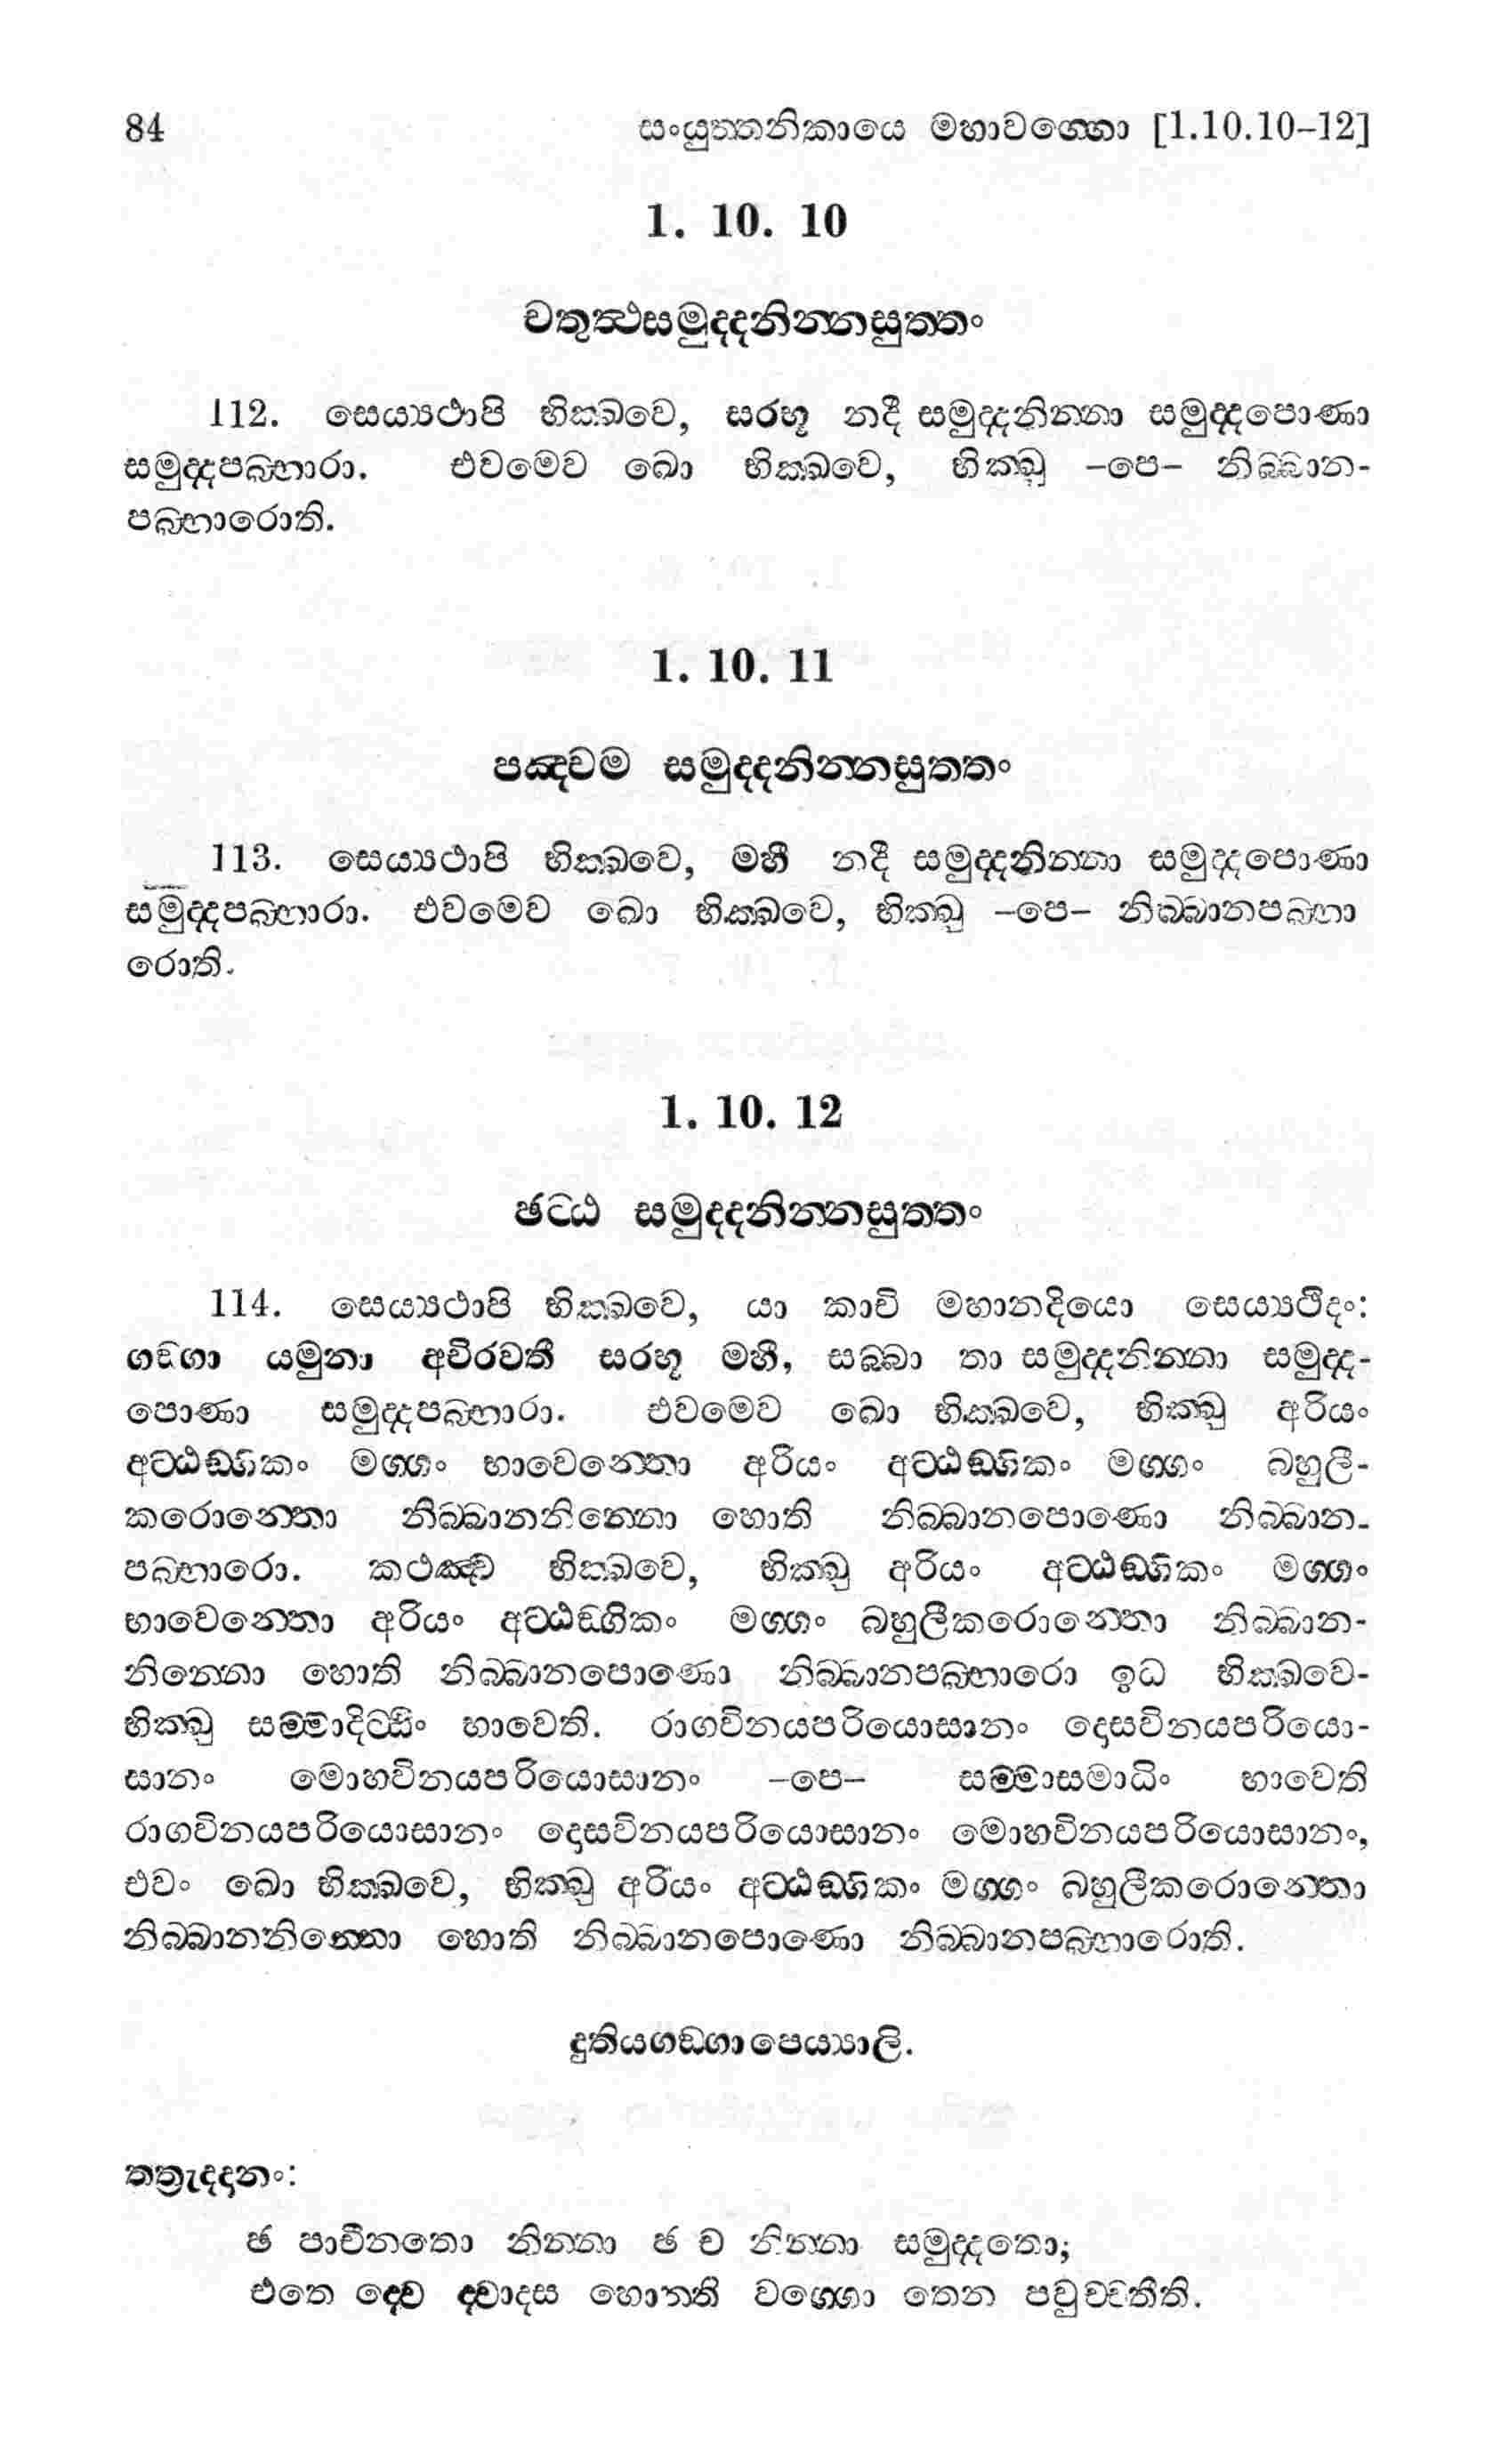 84 සංයුත්තනිකායෙ මහාවග්ගො [1.10.10–12]
1. 10. 10
චතුත්ථසමුද්දනින්නසුත්තං
112. සෙය්‍යථාපි භික්ඛවෙ, සරභූ නදී සමුද්දනින්නා සමුද්දපොණා
සමුද්දපබ්භාරා. එවමෙව ඛො භික්ඛවෙ, භික්ඛු –පෙ– නිබ්බාන-
පබ්භාරොති.
1. 10. 11
පඤ්චම සමුද්දනින්නසුත්තං
113. සෙය්‍යථාපි භික්ඛවෙ, මහී නදී සමුද්දනින්නා සමුද්දපොණා
සමුද්දපබ්භාරා. එවමෙව ඛො භික්ඛවෙ, භික්ඛු –පෙ– නිබ්බානපබ්භා
රොති.
1. 10. 12
ඡට්ඨ සමුද්දනින්නසුත්තං
114. සෙය්‍යථාපි භික්ඛවෙ, යා කාචි මහානදියො සෙය්‍යථිදං:
ගඞ්ගා යමුනා අචිරවතී සරභූ මහී, සබ්බා තා සමුද්දනින්නා සමුද්ද-
පොණා සමුද්දපබ්භාරා. එවමෙව ඛො භික්ඛවෙ, භික්ඛු අරියං
අට්ඨඞ්ගිකං මග්ගං භාවෙන්තො අරියං අට්ඨඞ්ගිකං මග්ගං බහුලී-
කරොන්තො නිබ්බානනින්නො හොති නිබ්බානපොණො නිබ්බාන-
පබ්භාරො. කථඤ්ච භික්ඛවෙ, භික්ඛු අරියං අට්ඨඞ්ගිකං මග්ගං
භාවෙන්තො අරියං අට්ඨඞ්ගිකං මග්ගං බහුලීකරොන්තො නිබ්බාන-
නින්නො හොති නිබ්බානපොණො නිබ්බානපබ්භාරො ඉධ භික්ඛවෙ-
භික්ඛු සම්මාදිට්ඨිං භාවෙති. රාගවිනයපරියොසානං දොසවිනයපරියො-
සානං මොහවිනයපරියොසානං –පෙ– සම්මාසමාධිං භාවෙති
රාගවිනයපරියොසානං දොසවිනයපරියොසානං මොහවිනයපරියොසානං,
එවං ඛො භික්ඛවෙ, භික්ඛු අරියං අට්ඨඞ්ගිකං මග්ගං බහුලීකරොන්තො
නිබ්බානනින්නො හොති නිබ්බානපොණො නිබ්බානපබ්භාරොති.
දුතියගඞ්ගාපෙය්‍යාලි.
තත්‍රුද්දානං:
ඡ පාචීනතො නින්නා ඡ ච නින්නා සමුද්දතො;
එතෙ ද්වෙ ද්වාදස හොන්ති වග්ගො තෙන පවුච්චතීති.